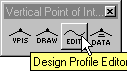 Vertical Point of Int...
VPIS DRAW EDIT DATA
Design Profile Editor